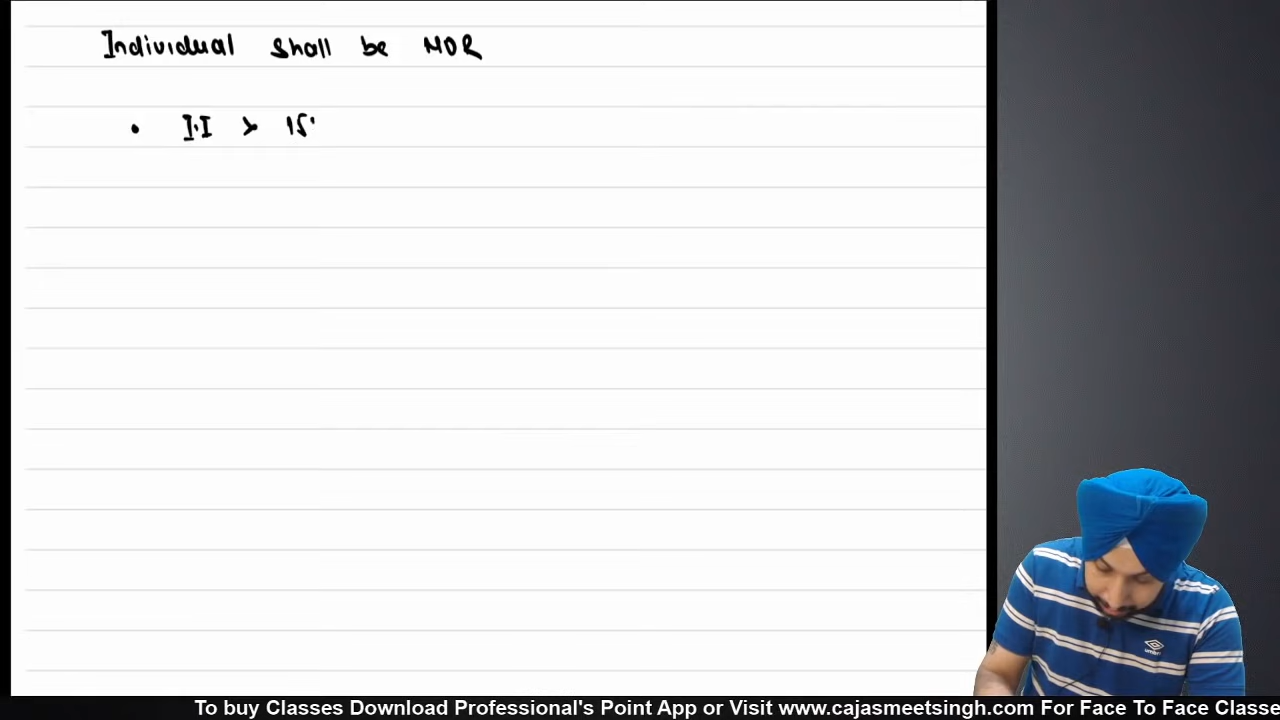 Individual shall be NOR
• I.I > 15.
umbro
To buy Classes Download Professional's Point App or Visit www.cajasmeetsingh.com For Face To Face Classe